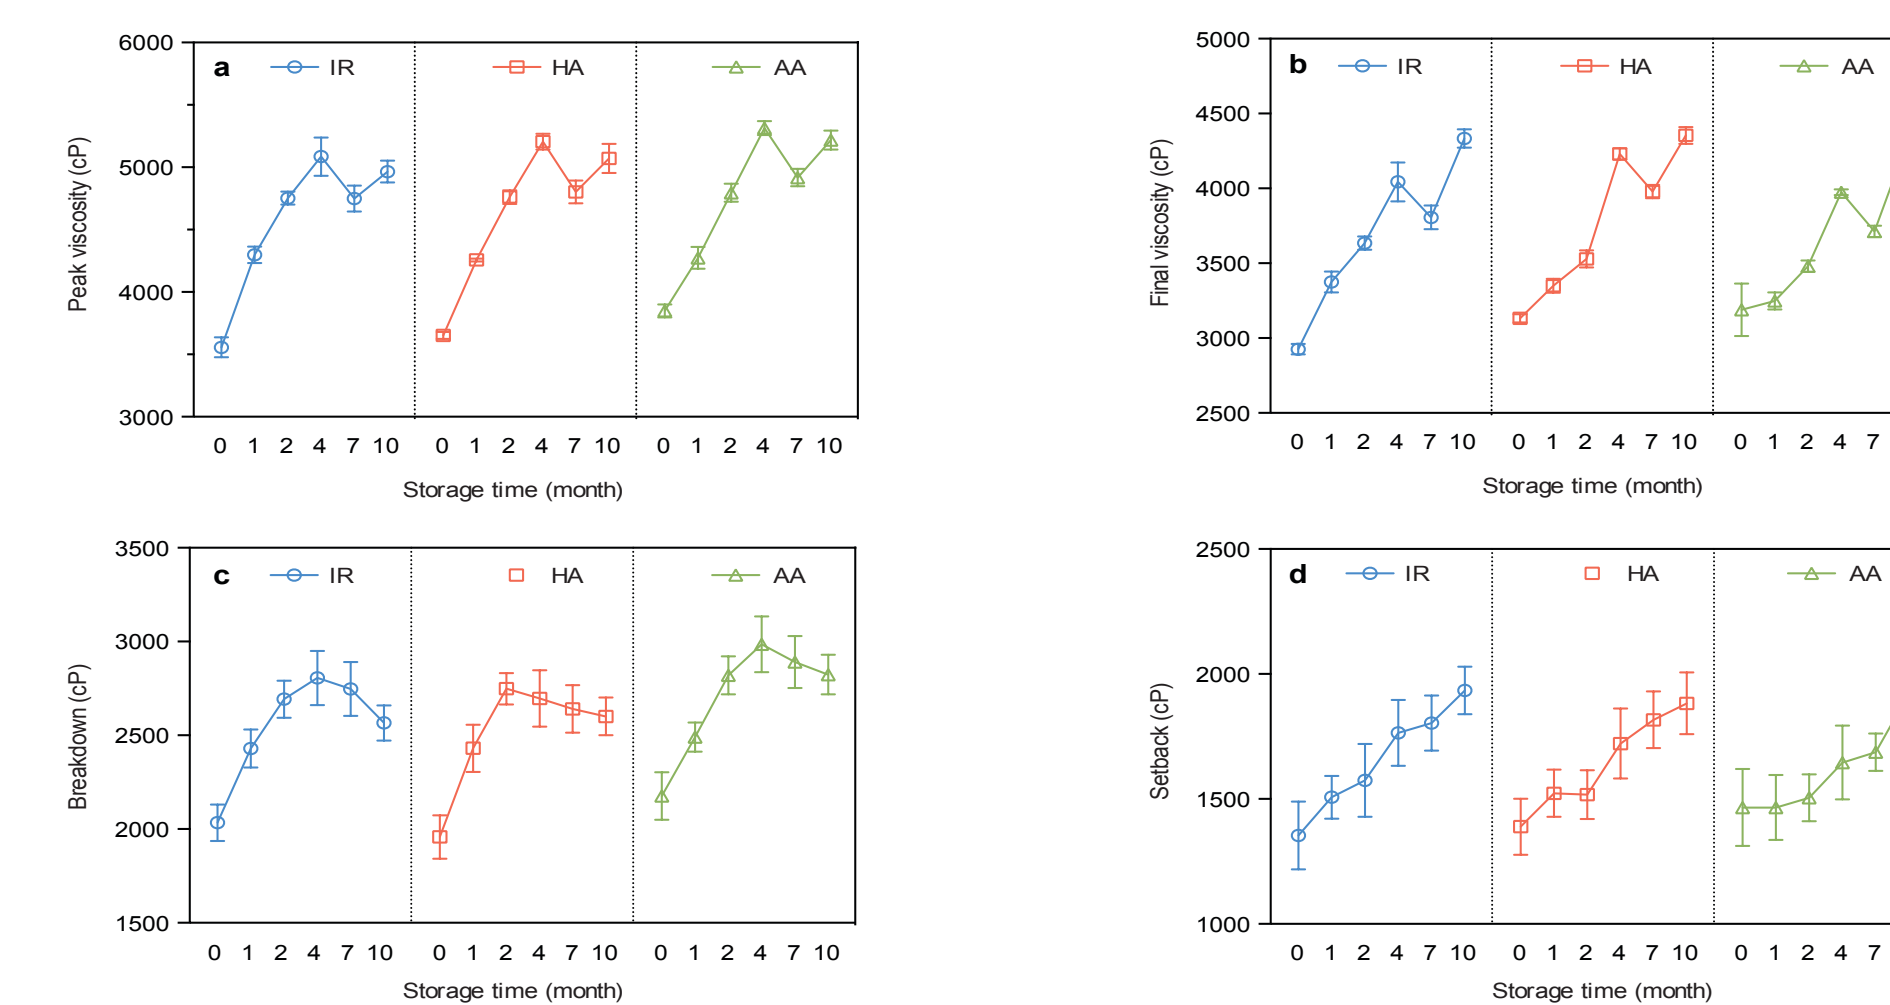 a IR HA AA
Peak viscosity (cP)
6000
5000
4000
3000
0 1 2 4 7 10 0 1 2 4 7 10 0 1 2 4 7 10
Storage time (month)
b IR HA AA
Final viscosity (cP)
5000
4500
4000
3500
3000
2500
0 1 2 4 7 10 0 1 2 4 7 10 0 1 2 4 7
Storage time (month)
c IR HA AA
Breakdown (cP)
3500
3000
2500
2000
1500
0 1 2 4 7 10 0 1 2 4 7 10 0 1 2 4 7 10
Storage time (month)
d IR HA AA
Setback (cP)
2500
2000
1500
1000
0 1 2 4 7 10 0 1 2 4 7 10 0 1 2 4 7
Storage time (month)